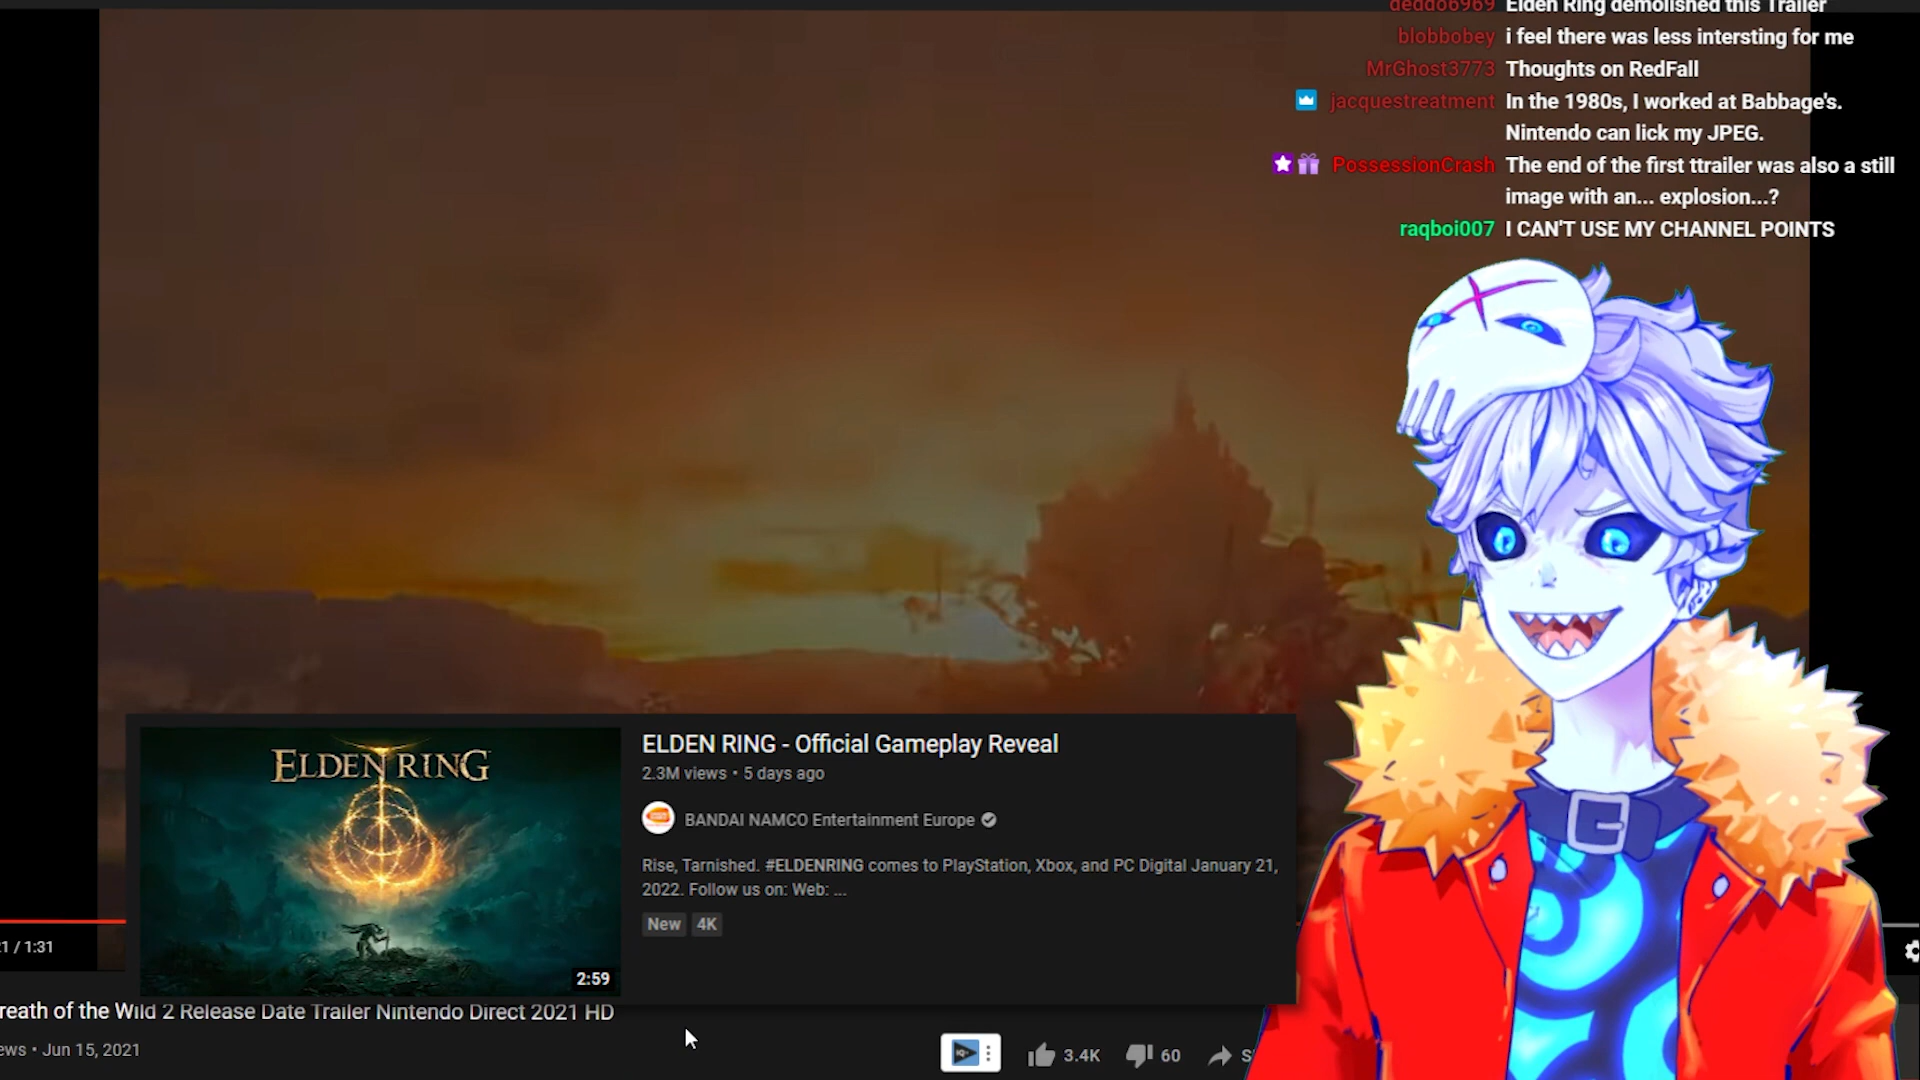 deddo6969 Elden Ring demolished this Trailer
blobbobey i feel there was less intersting for me
MrGhost3773 Thoughts on RedFall
jacquestreatment In the 1980s, I worked at Babbage's.
Nintendo can lick my JPEG.
PossessionCrash The end of the first ttrailer was also a still
image with an... explosion...?
raqboi007 I CAN'T USE MY CHANNEL POINTS
ELDEN RING
2:59
ELDEN RING - Official Gameplay Reveal
2.3M views • 5 days ago
BANDAI NAMCO Entertainment Europe
Rise, Tarnished. #ELDENRING comes to PlayStation, Xbox, and PC Digital January 21,
2022. Follow us on: Web: ...
New 4K
1 / 1:31
reath of the Wild 2 Release Date Trailer Nintendo Direct 2021 HD
ews • Jun 15, 2021
3.4K 60 S